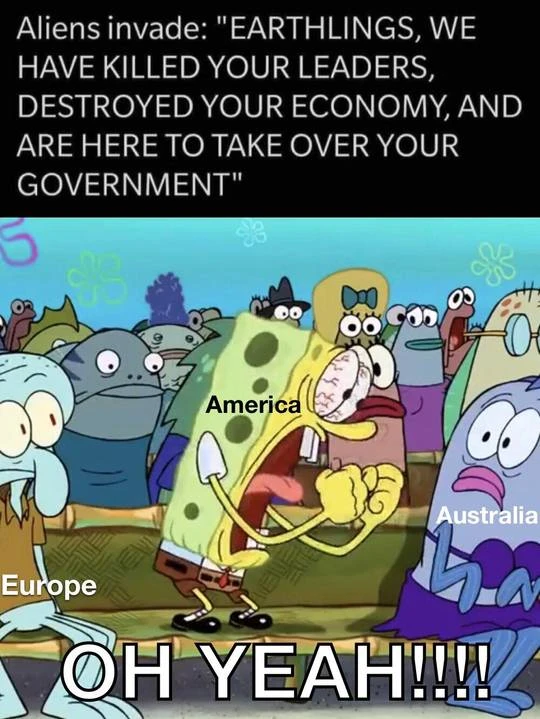 Aliens invade: "EARTHLINGS, WE
HAVE KILLED YOUR LEADERS,
DESTROYED YOUR ECONOMY, AND
ARE HERE TO TAKE OVER YOUR
GOVERNMENT"
America
Australia
Europe
OH YEAH!!!!